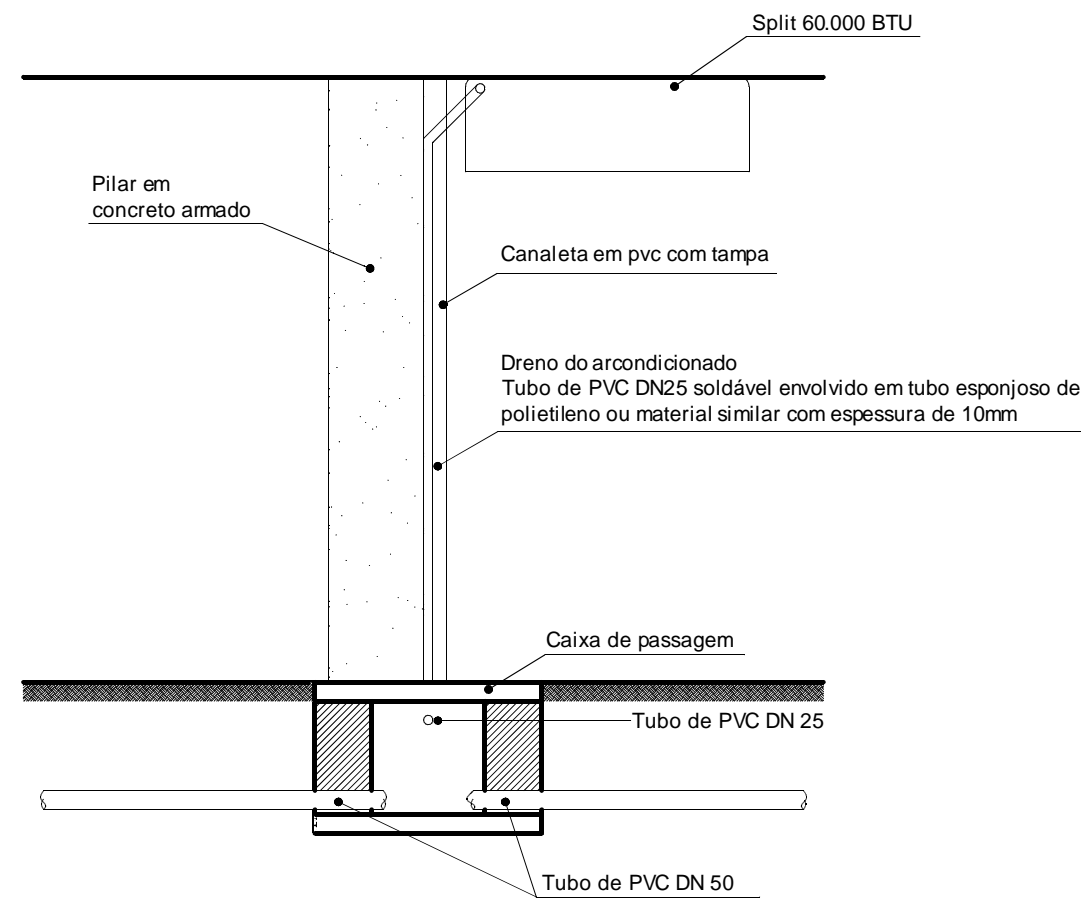 Split 60.000 BTU
Pilar em
concreto armado
Canaleta em pvc com tampa
Dreno do arcondicionado
Tubo de PVC DN25 soldável envolvido em tubo esponjoso de
polietileno ou material similar com espessura de 10mm
Caixa de passagem
Tubo de PVC DN 25
Tubo de PVC DN 50